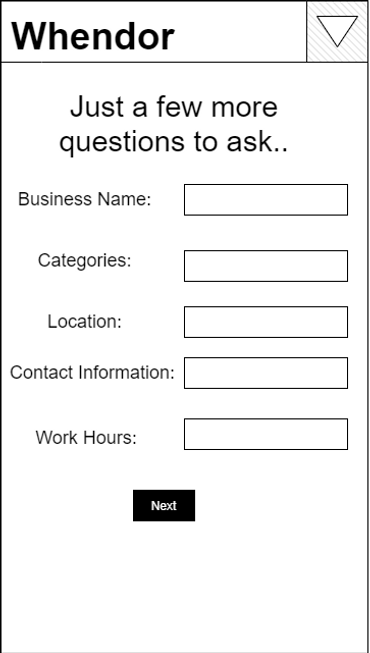 Whendor
Just a few more
questions to ask..
Business Name:
Categories:
Location:
Contact Information:
Work Hours:
Next